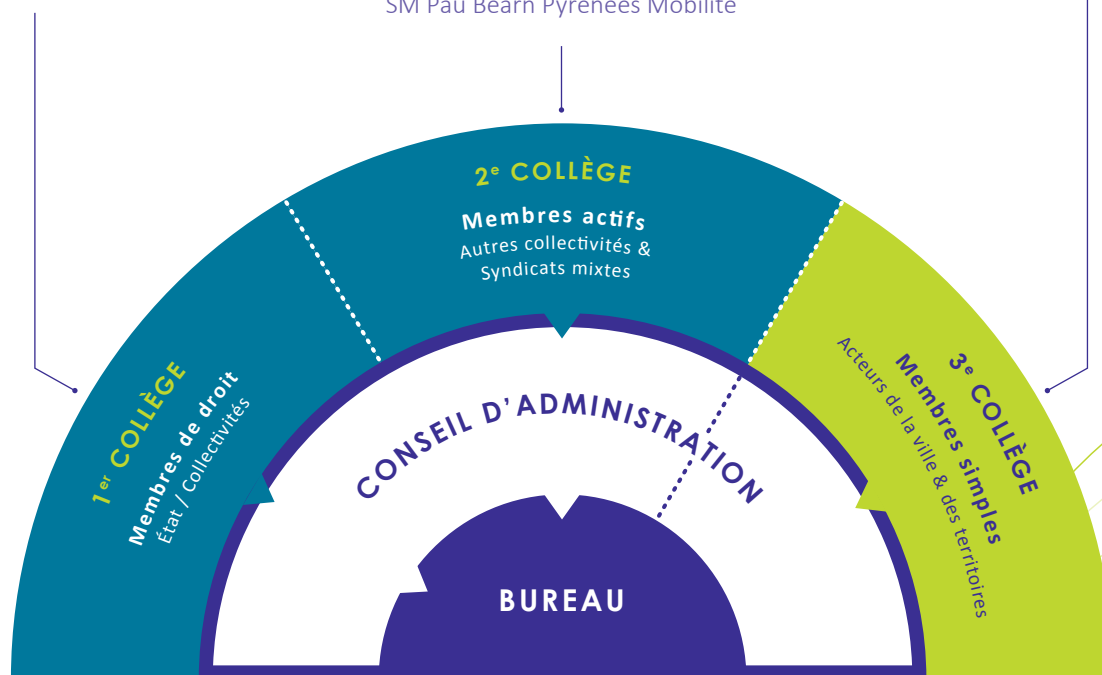 SM Pau Béarn Pyrénées Mobilité
2e COLLÈGE
Membres actifs
Autres collectivités &
Syndicats mixtes
1er COLLÈGE
Membres de droit
État / Collectivités
3e COLLÈGE
Membres simples
Acteurs de la ville & des territoires
CONSEIL D'ADMINISTRATION
BUREAU